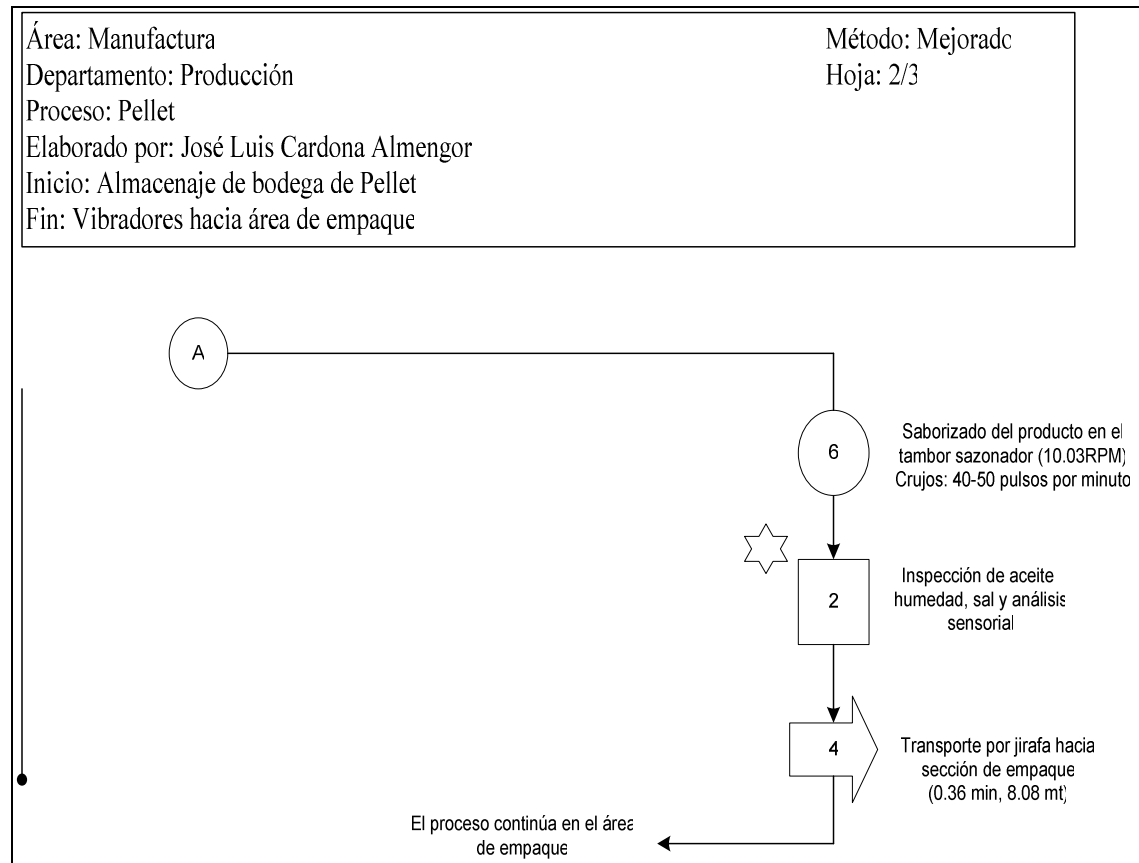 Área: Manufactura
Método: Mejorado
Departamento: Producción
Hoja: 2/3
Proceso: Pellet
Elaborado por: José Luis Cardona Almengor
Inicio: Almacenaje de bodega de Pellet
Fin: Vibradores hacia área de empaque
A
6
Saborizado del producto en el
tambor sazonador (10.03RPM)
Crujos: 40-50 pulsos por minuto
2
Inspección de aceite
humedad, sal y análisis
sensorial
4
Transporte por jirafa hacia
sección de empaque
(0.36 min, 8.08 mt)
El proceso continúa en el área
de empaque